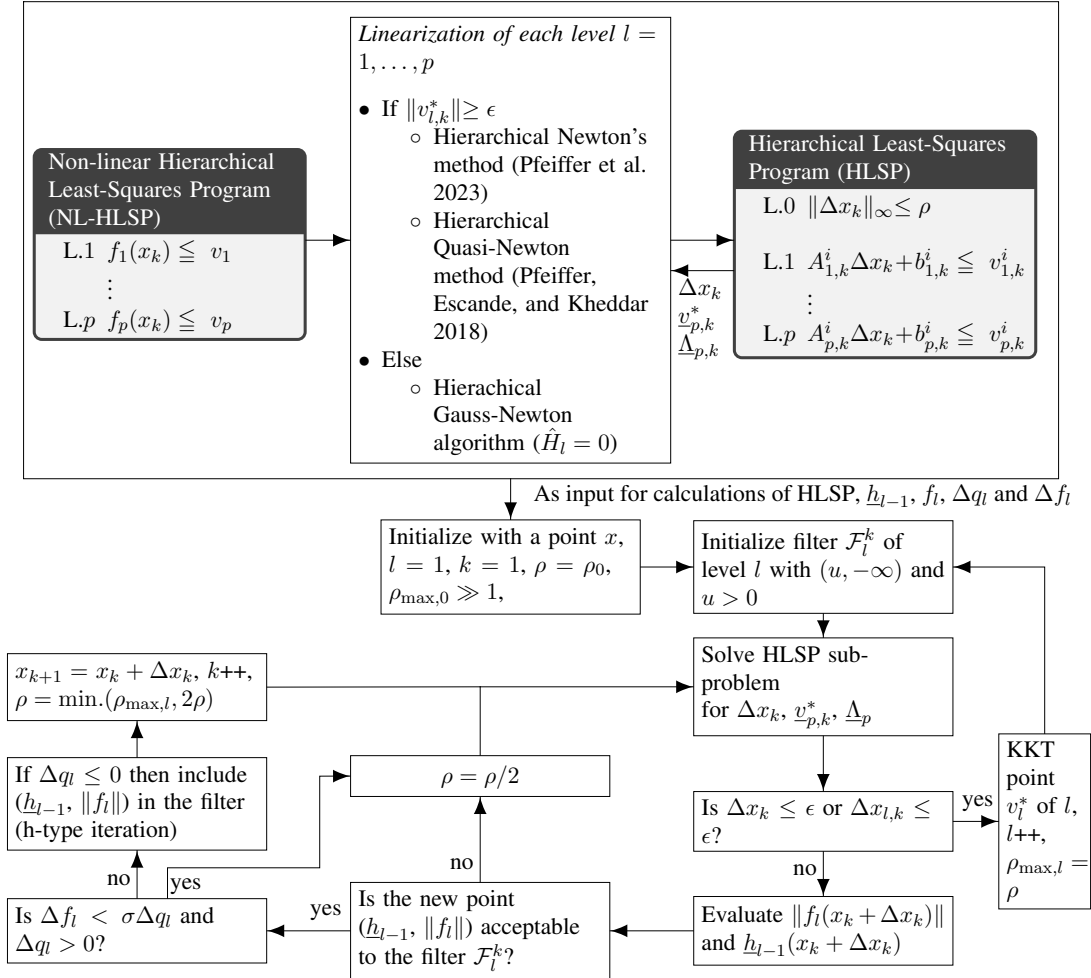 Linearization of each level l =
1, . . . , p
• If ‖v*_{l,k}‖ ≥ ϵ
○ Hierarchical Newton's
method (Pfeiffer et al.
2023)
○ Hierarchical
Quasi-Newton
method (Pfeiffer,
Escande, and Kheddar
2018)
• Else
○ Hierachical
Gauss-Newton
algorithm (Ĥ_l = 0)
Non-linear Hierarchical
Least-Squares Program
(NL-HLSP)
L.1 f_1(x_k) ≦ v_1
⋮
L.p f_p(x_k) ≦ v_p
Hierarchical Least-Squares
Program (HLSP)
L.0 ‖Δx_k‖_∞ ≤ ρ
L.1 A^i_{1,k}Δx_k + b^i_{1,k} ≦ v^i_{1,k}
⋮
L.p A^i_{p,k}Δx_k + b^i_{p,k} ≦ v^i_{p,k}
Δx_k
v̲*_{p,k}
Λ̲_{p,k}
As input for calculations of HLSP, h̲_{l−1}, f_l, Δq_l and Δf_l
Initialize with a point x,
l = 1, k = 1, ρ = ρ_0,
ρ_{max,0} ≫ 1,
Initialize filter F^k_l of
level l with (u, −∞) and
u > 0
x_{k+1} = x_k + Δx_k, k++,
ρ = min.(ρ_{max,l}, 2ρ)
Solve HLSP sub-
problem
for Δx_k, v̲*_{p,k}, Λ̲_p
If Δq_l ≤ 0 then include
(h̲_{l−1}, ‖f_l‖) in the filter
(h-type iteration)
ρ = ρ/2
Is Δx_k ≤ ϵ or Δx_{l,k} ≤
ϵ?
yes
KKT
point
v*_l of l,
l++,
ρ_{max,l} =
ρ
no
yes
no
no
Is Δf_l < σΔq_l and
Δq_l > 0?
yes
Is the new point
(h̲_{l−1}, ‖f_l‖) acceptable
to the filter F^k_l?
Evaluate ‖f_l(x_k + Δx_k)‖
and h̲_{l−1}(x_k + Δx_k)